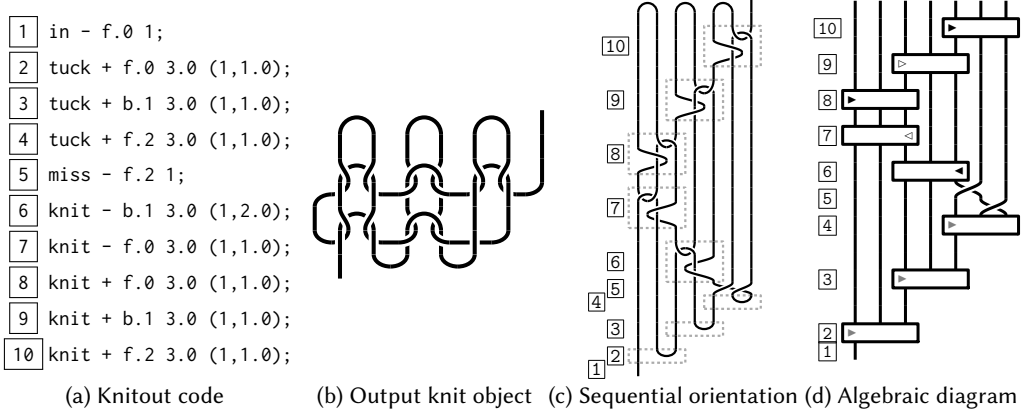 1 in - f.0 1;
2 tuck + f.0 3.0 (1,1.0);
3 tuck + b.1 3.0 (1,1.0);
4 tuck + f.2 3.0 (1,1.0);
5 miss - f.2 1;
6 knit - b.1 3.0 (1,2.0);
7 knit - f.0 3.0 (1,1.0);
8 knit + f.0 3.0 (1,1.0);
9 knit + b.1 3.0 (1,1.0);
10 knit + f.2 3.0 (1,1.0);
(a) Knitout code
(b) Output knit object
10
9
8
7
6
5
4
3
2
1
(c) Sequential orientation
10
9
8
7
6
5
4
3
2
1
(d) Algebraic diagram